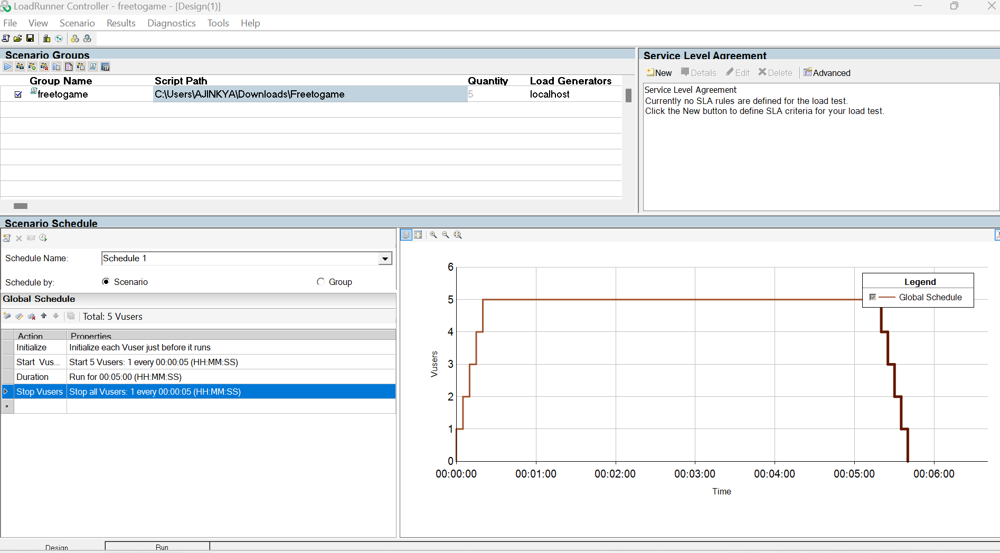 LoadRunner Controller - freetogame - [Design(1)]
File View Scenario Results Diagnostics Tools Help
Scenario Groups
Group Name Script Path Quantity Load Generators
freetogame C:\Users\AJINKYA\Downloads\Freetogame 5 localhost
Service Level Agreement
New Details Edit Delete Advanced
Service Level Agreement
Currently no SLA rules are defined for the load test.
Click the New button to define SLA criteria for your load test.
Scenario Schedule
Schedule Name: Schedule 1
Schedule by: Scenario Group
Global Schedule
Total: 5 Vusers
Action Properties
Initialize Initialize each Vuser just before it runs
Start Vus... Start 5 Vusers: 1 every 00:00:05 (HH:MM:SS)
Duration Run for 00:05:00 (HH:MM:SS)
Stop Vusers Stop all Vusers: 1 every 00:00:05 (HH:MM:SS)
*
6
5
4
3
2
1
0
Vusers
00:00:00 00:01:00 00:02:00 00:03:00 00:04:00 00:05:00 00:06:00
Time
Legend
Global Schedule
Design Run